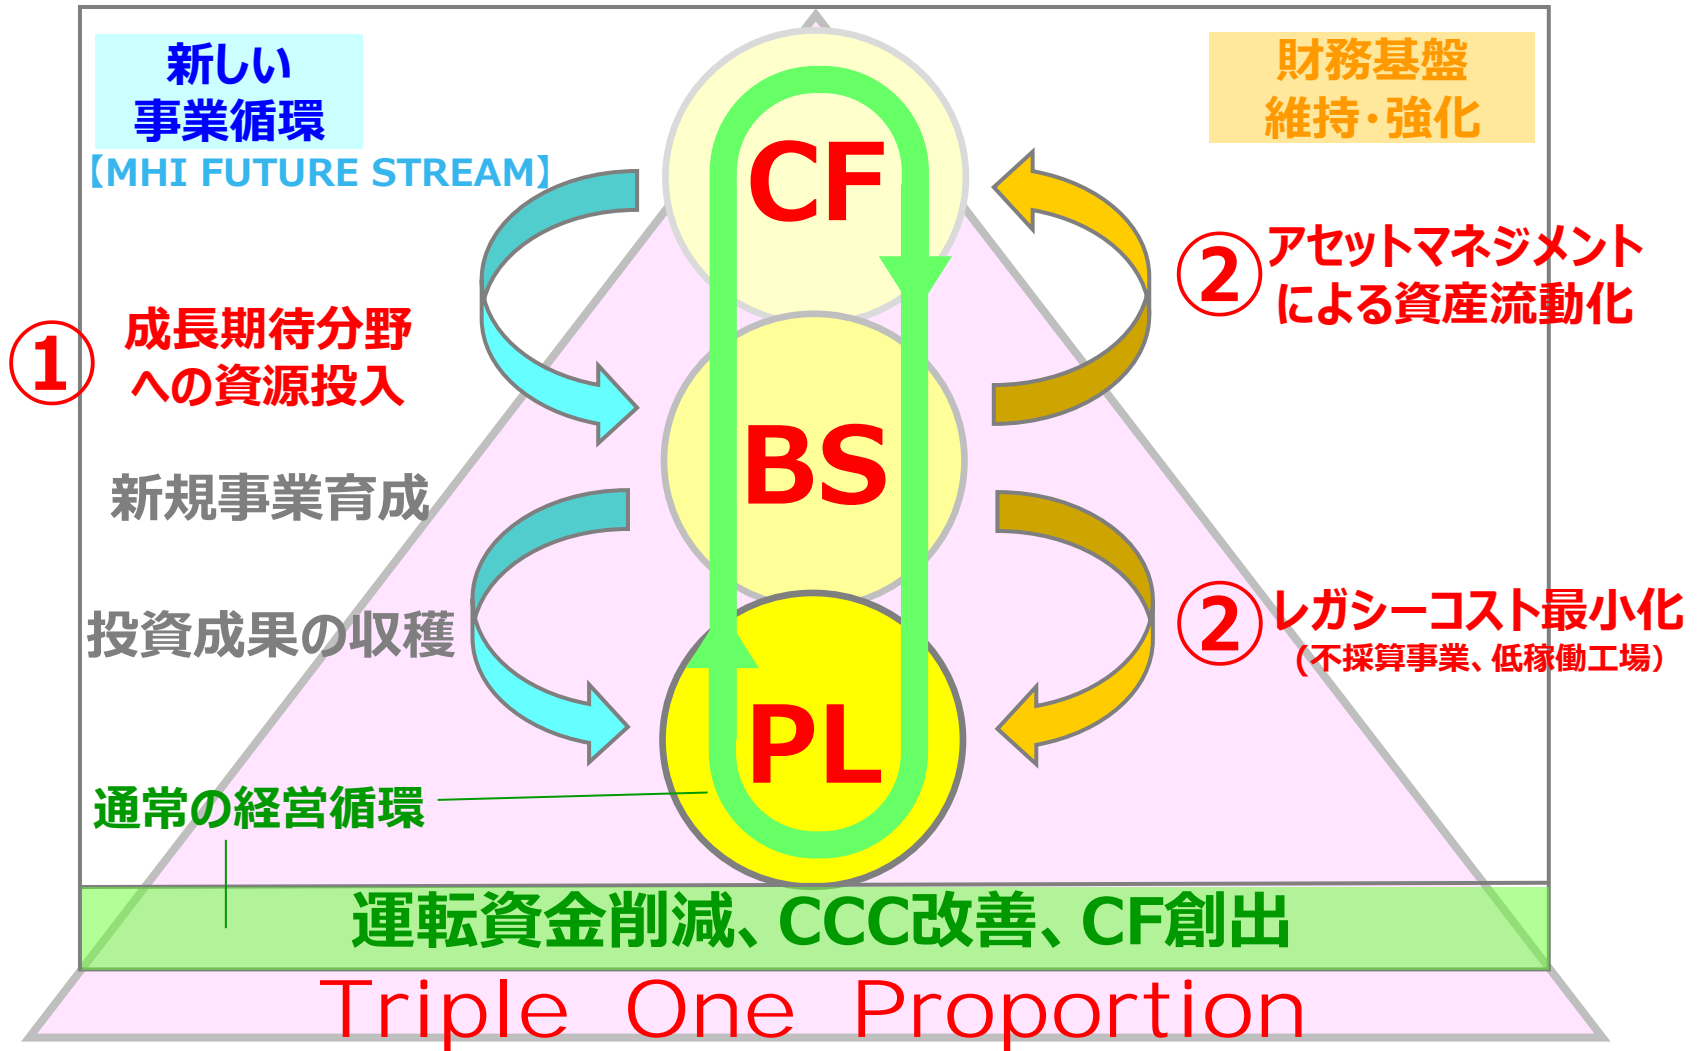 新しい
事業循環
【MHI FUTURE STREAM】
財務基盤
維持・強化
CF
② アセットマネジメント
による資産流動化
① 成長期待分野
への資源投入
BS
新規事業育成
投資成果の収穫
② レガシーコスト最小化
(不採算事業、低稼働工場)
PL
通常の経営循環
運転資金削減、CCC改善、CF創出
Triple One Proportion